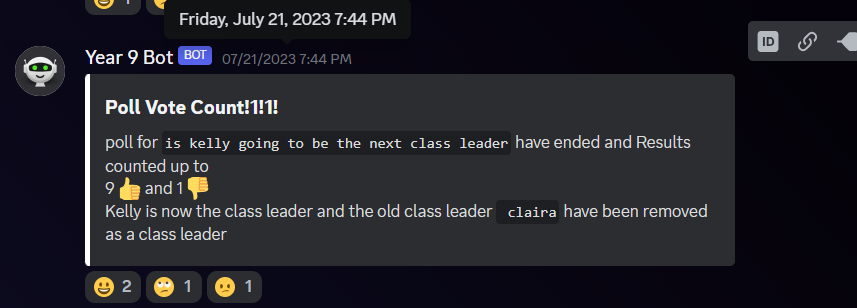 1
Friday, July 21, 2023 7:44 PM
Year 9 Bot BOT 07/21/2023 7:44 PM
ID
Poll Vote Count!1!1!
poll for is kelly going to be the next class leader have ended and Results
counted up to
9 👍 and 1 👎
Kelly is now the class leader and the old class leader claira have been removed
as a class leader
😀 2 🙄 1 😕 1